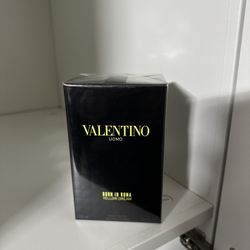 VALENTINO
UOMO
BORN IN ROMA
YELLOW DREAM